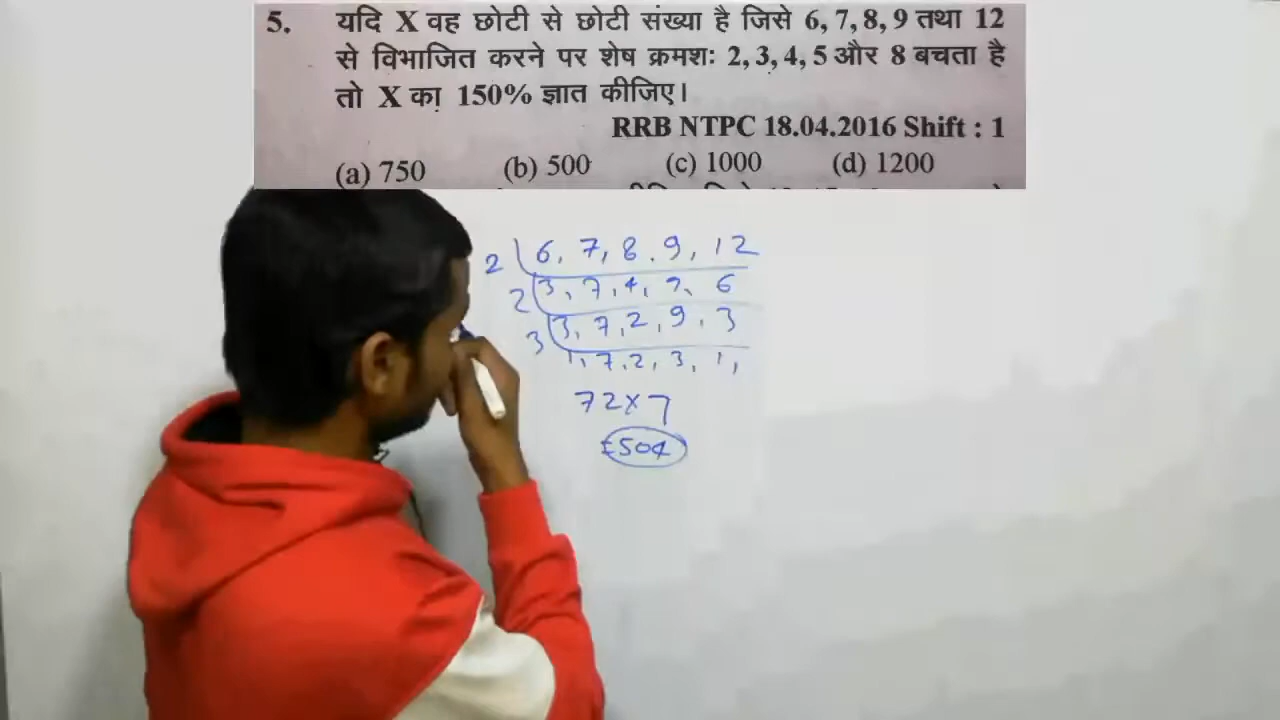 5. यदि X वह छोटी से छोटी संख्या है जिसे 6, 7, 8, 9 तथा 12
से विभाजित करने पर शेष क्रमशः 2, 3, 4, 5 और 8 बचता है
तो X का 150% ज्ञात कीजिए।
RRB NTPC 18.04.2016 Shift : 1
(a) 750 (b) 500 (c) 1000 (d) 1200
2 6, 7, 8, 9, 12
2 3, 7, 4, 9, 6
3 3, 7, 2, 9, 3
1, 7, 2, 3, 1,
72x7
504